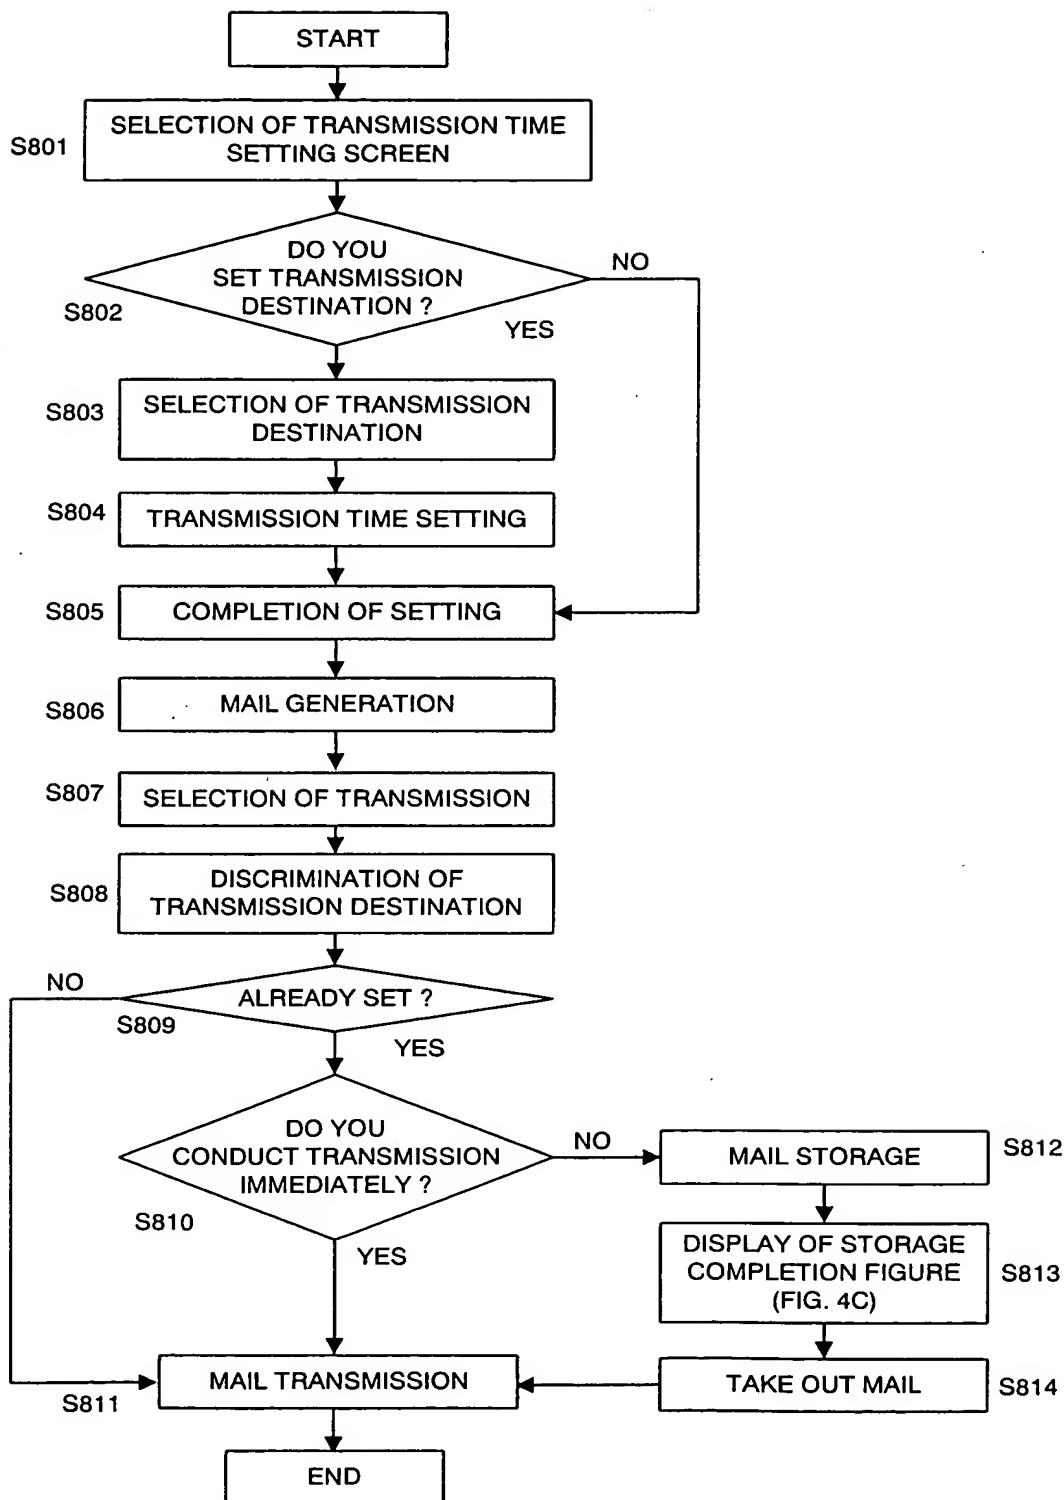 START
S801
SELECTION OF TRANSMISSION TIME
SETTING SCREEN
DO YOU
SET TRANSMISSION
DESTINATION ?
NO
S802
YES
S803
SELECTION OF TRANSMISSION
DESTINATION
S804
TRANSMISSION TIME SETTING
S805
COMPLETION OF SETTING
S806
MAIL GENERATION
S807
SELECTION OF TRANSMISSION
S808
DISCRIMINATION OF
TRANSMISSION DESTINATION
NO
ALREADY SET ?
S809
YES
DO YOU
CONDUCT TRANSMISSION
IMMEDIATELY ?
NO
S810
YES
MAIL STORAGE
S812
DISPLAY OF STORAGE
COMPLETION FIGURE
(FIG. 4C)
S813
TAKE OUT MAIL
S814
MAIL TRANSMISSION
S811
END